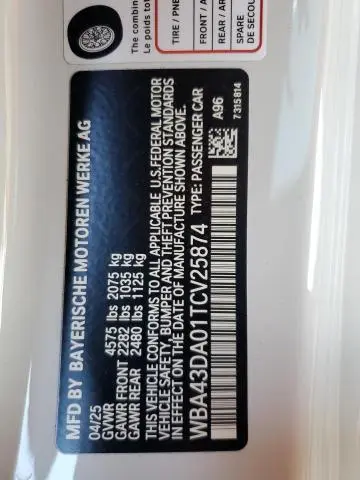 The combin
Le poids tot
TIRE / PNE
FRONT / A
REAR / AR
SPARE
DE SECOU
MFD BY BAYERISCHE MOTOREN WERKE AG
04/25
GVWR 4575 lbs 2075 kg
GAWR FRONT 2282 lbs 1035 kg
GAWR REAR 2480 lbs 1125 kg
THIS VEHICLE CONFORMS TO ALL APPLICABLE U.S.FEDERAL MOTOR
VEHICLE SAFETY, BUMPER AND THEFT PREVENTION STANDARDS
IN EFFECT ON THE DATE OF MANUFACTURE SHOWN ABOVE.
WBA43DA01TCV25874 TYPE: PASSENGER CAR
A96
7315814